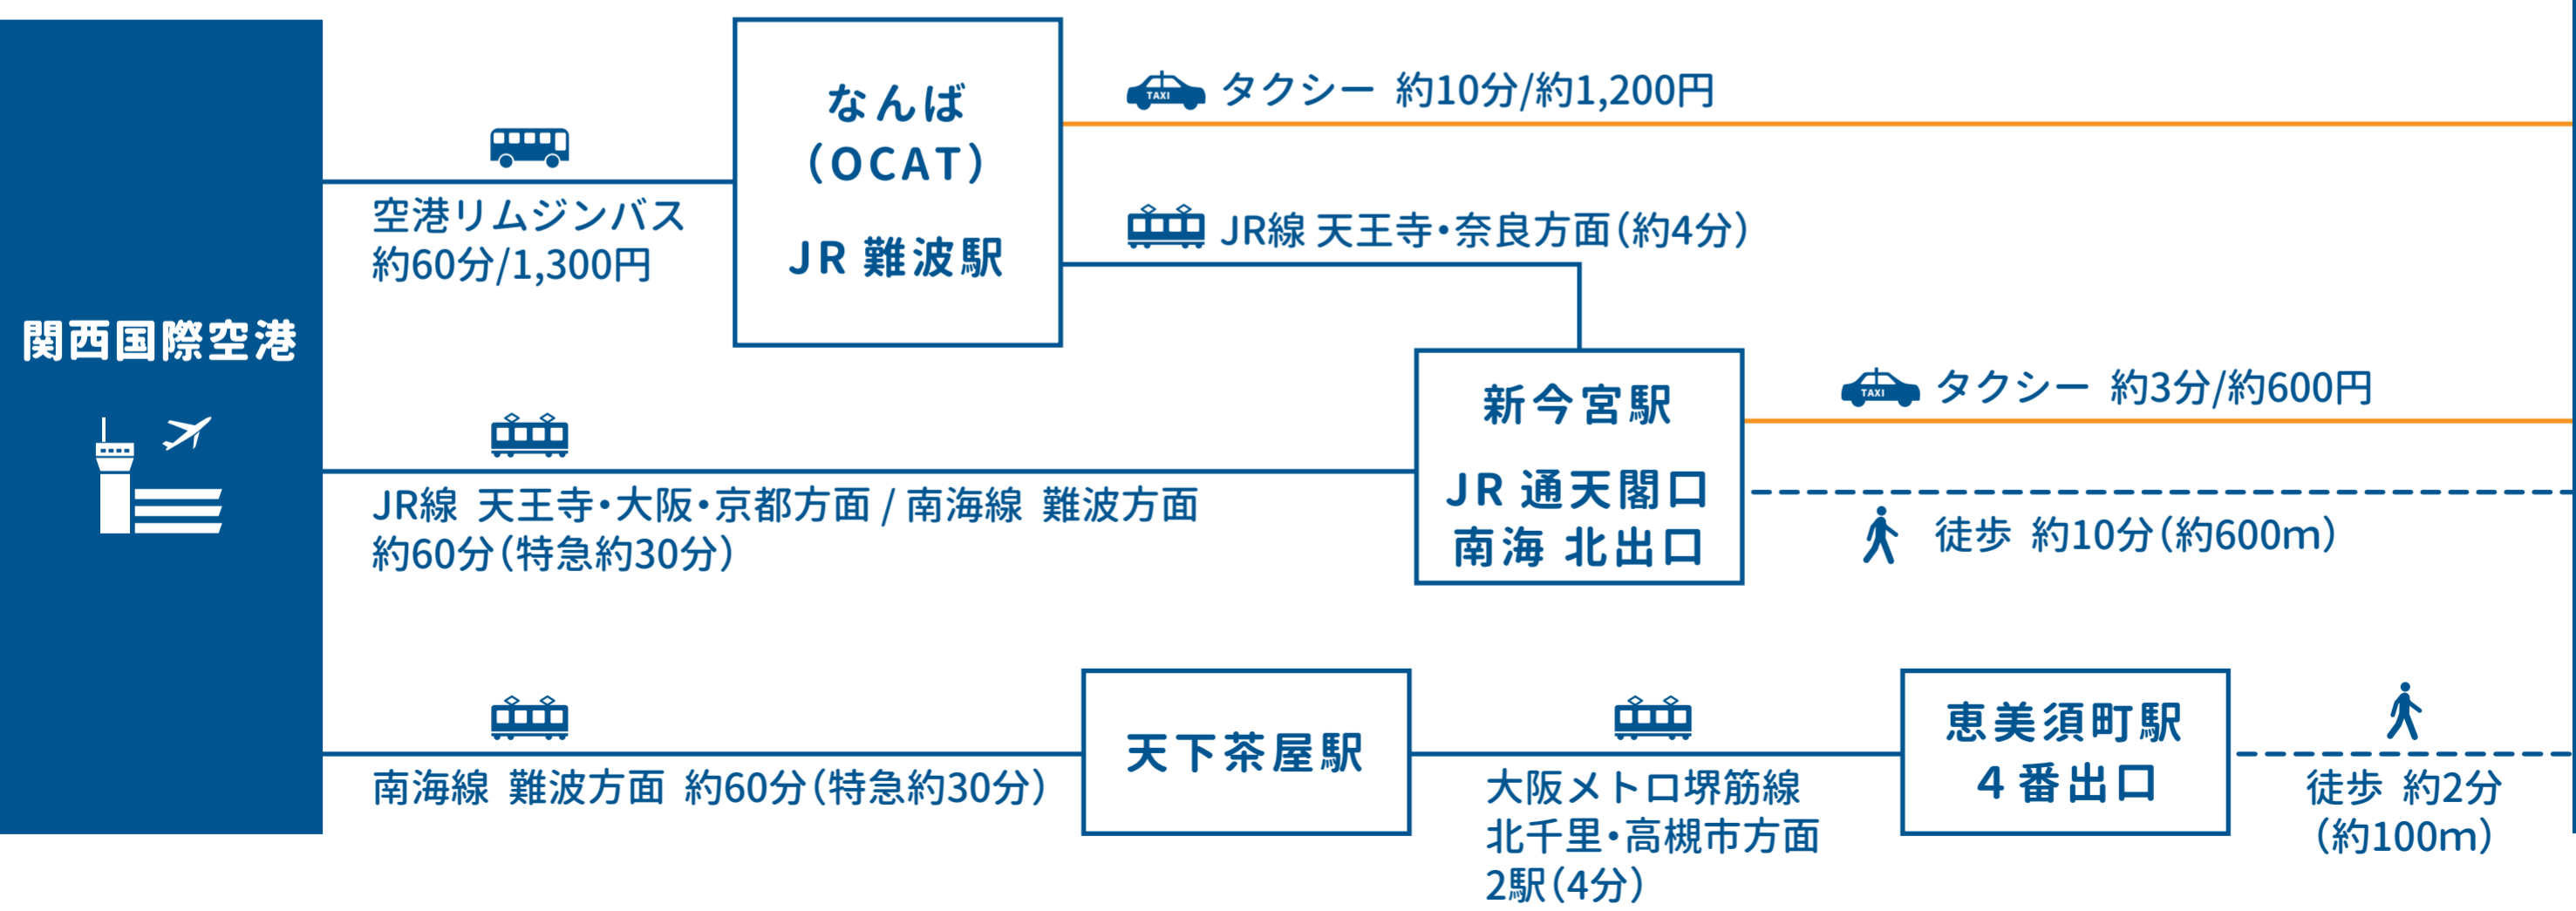 関西国際空港
空港リムジンバス
約60分/1,300円
なんば
(OCAT)
JR 難波駅
TAXI
タクシー 約10分/約1,200円
JR線 天王寺・奈良方面(約4分)
JR線 天王寺・大阪・京都方面 / 南海線 難波方面
約60分(特急約30分)
新今宮駅
JR 通天閣口
南海 北出口
TAXI
タクシー 約3分/約600円
徒歩 約10分(約600m)
南海線 難波方面 約60分(特急約30分)
天下茶屋駅
大阪メトロ堺筋線
北千里・高槻市方面
2駅(4分)
恵美須町駅
4 番出口
徒歩 約2分
(約100m)